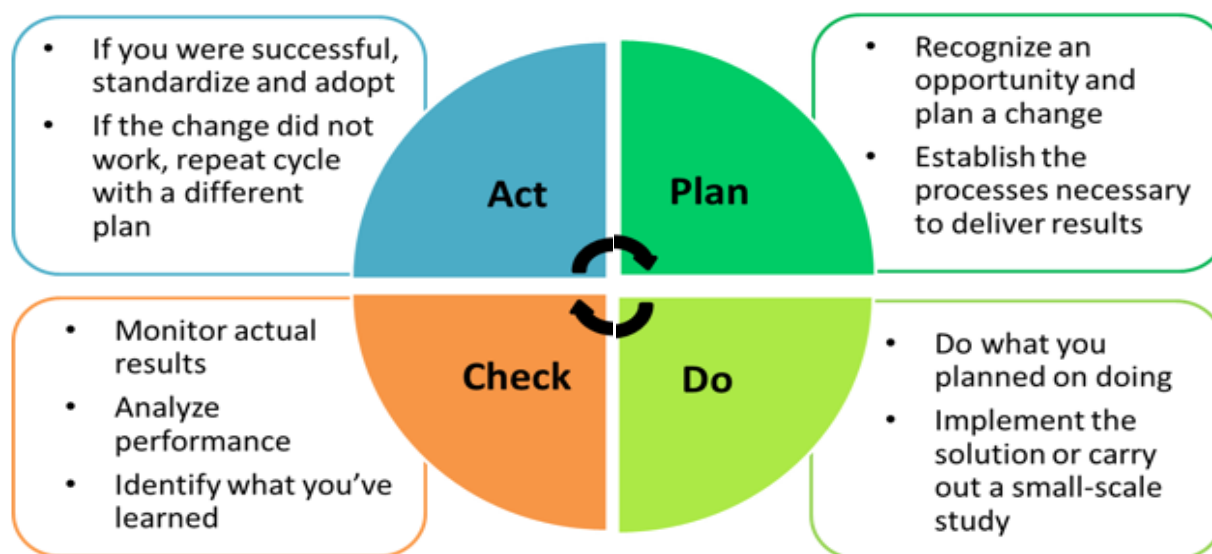 • If you were successful,
standardize and adopt
• If the change did not
work, repeat cycle
with a different
plan
Act
Plan
• Recognize an
opportunity and
plan a change
• Establish the
processes necessary
to deliver results
• Monitor actual
results
• Analyze
performance
• Identify what you’ve
learned
Check
Do
• Do what you
planned on doing
• Implement the
solution or carry
out a small-scale
study